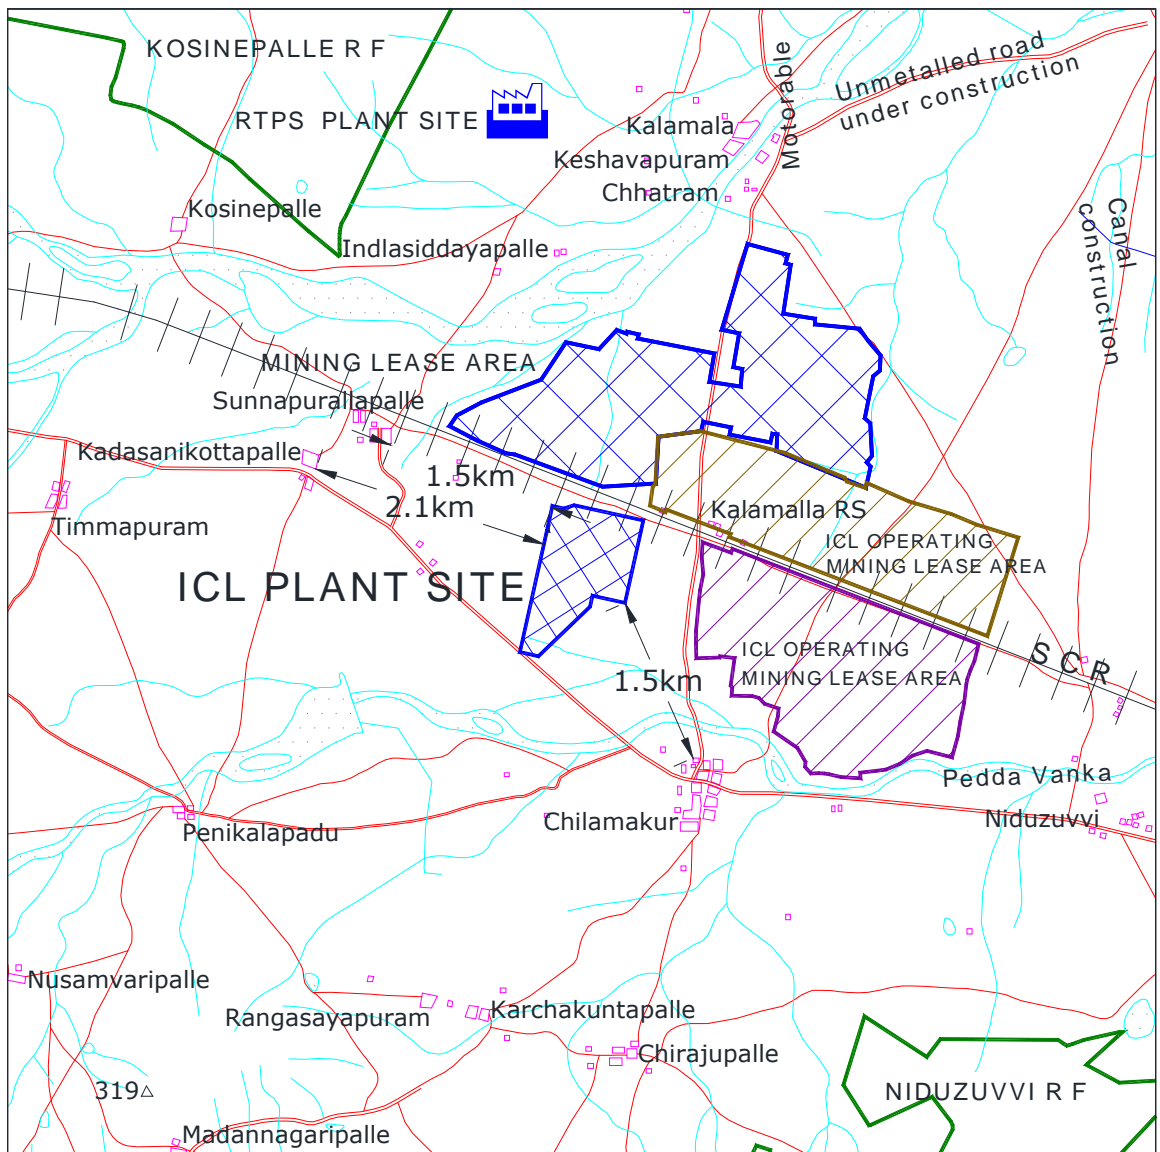 KOSINEPALLE R F
RTPS PLANT SITE
Motorable
Unmetalled road
under construction
Kalamala
Keshavapuram
Chhatram
Kosinepalle
Indlasiddayapalle
Canal
construction
MINING LEASE AREA
Sunnapurallapalle
Kadasanikottapalle
1.5km
2.1km
Timmapuram
Kalamalla RS
ICL OPERATING
MINING LEASE AREA
ICL PLANT SITE
ICL OPERATING
MINING LEASE AREA
S C R
1.5km
Pedda Vanka
Niduzuvvi
Chilamakur
Penikalapadu
Nusamvaripalle
Rangasayapuram
Karchakuntapalle
Chirajupalle
319
NIDUZUVVI R F
Madannagaripalle